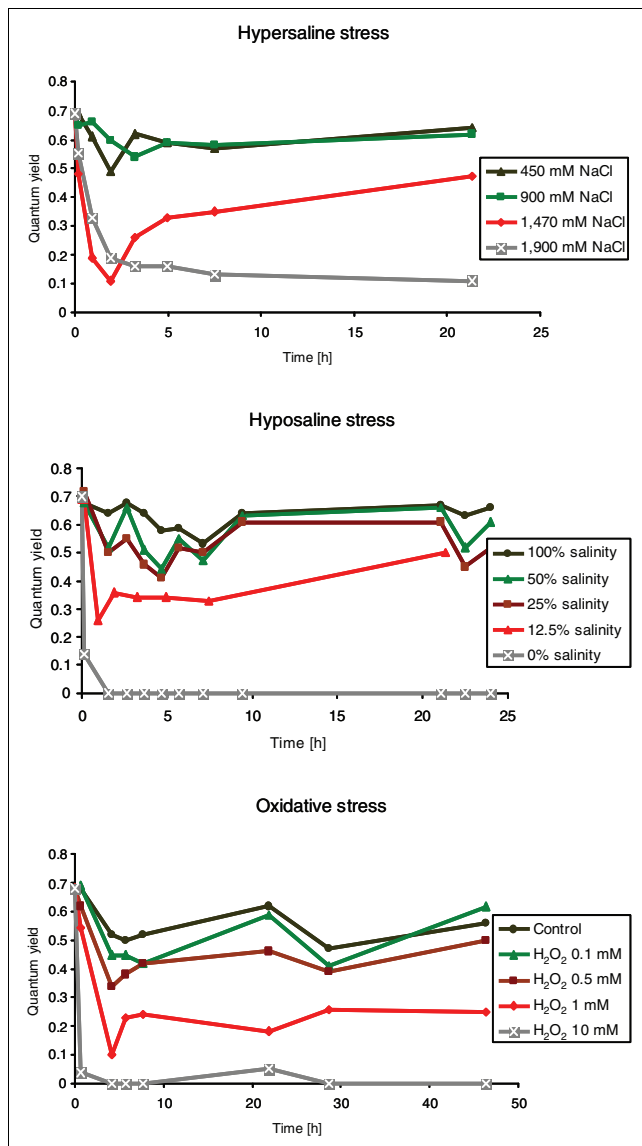 Hypersaline stress
Quantum yield
0.8
0.7
0.6
0.5
0.4
0.3
0.2
0.1
0
0 5 10 15 20 25
Time [h]
450 mM NaCl
900 mM NaCl
1,470 mM NaCl
1,900 mM NaCl
Hyposaline stress
Quantum yield
0.8
0.7
0.6
0.5
0.4
0.3
0.2
0.1
0
0 5 10 15 20 25
Time [h]
100% salinity
50% salinity
25% salinity
12.5% salinity
0% salinity
Oxidative stress
Quantum yield
0.8
0.7
0.6
0.5
0.4
0.3
0.2
0.1
0
0 10 20 30 40 50
Time [h]
Control
H₂O₂ 0.1 mM
H₂O₂ 0.5 mM
H₂O₂ 1 mM
H₂O₂ 10 mM